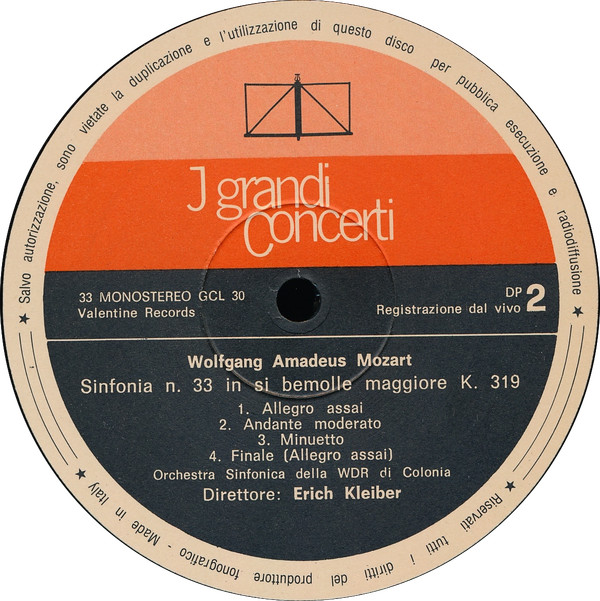 Salvo autorizzazione, sono vietate la duplicazione e l'utilizzazione di questo disco per pubblica esecuzione e radiodiffusione
J grandi
Concerti
33 MONOSTEREO GCL 30
Valentine Records
DP 2
Registrazione dal vivo
Wolfgang Amadeus Mozart
Sinfonia n. 33 in si bemolle maggiore K. 319
1. Allegro assai
2. Andante moderato
3. Minuetto
4. Finale (Allegro assai)
Orchestra Sinfonica della WDR di Colonia
Direttore: Erich Kleiber
Riservati tutti i diritti del produttore fonografico - Made in Italy